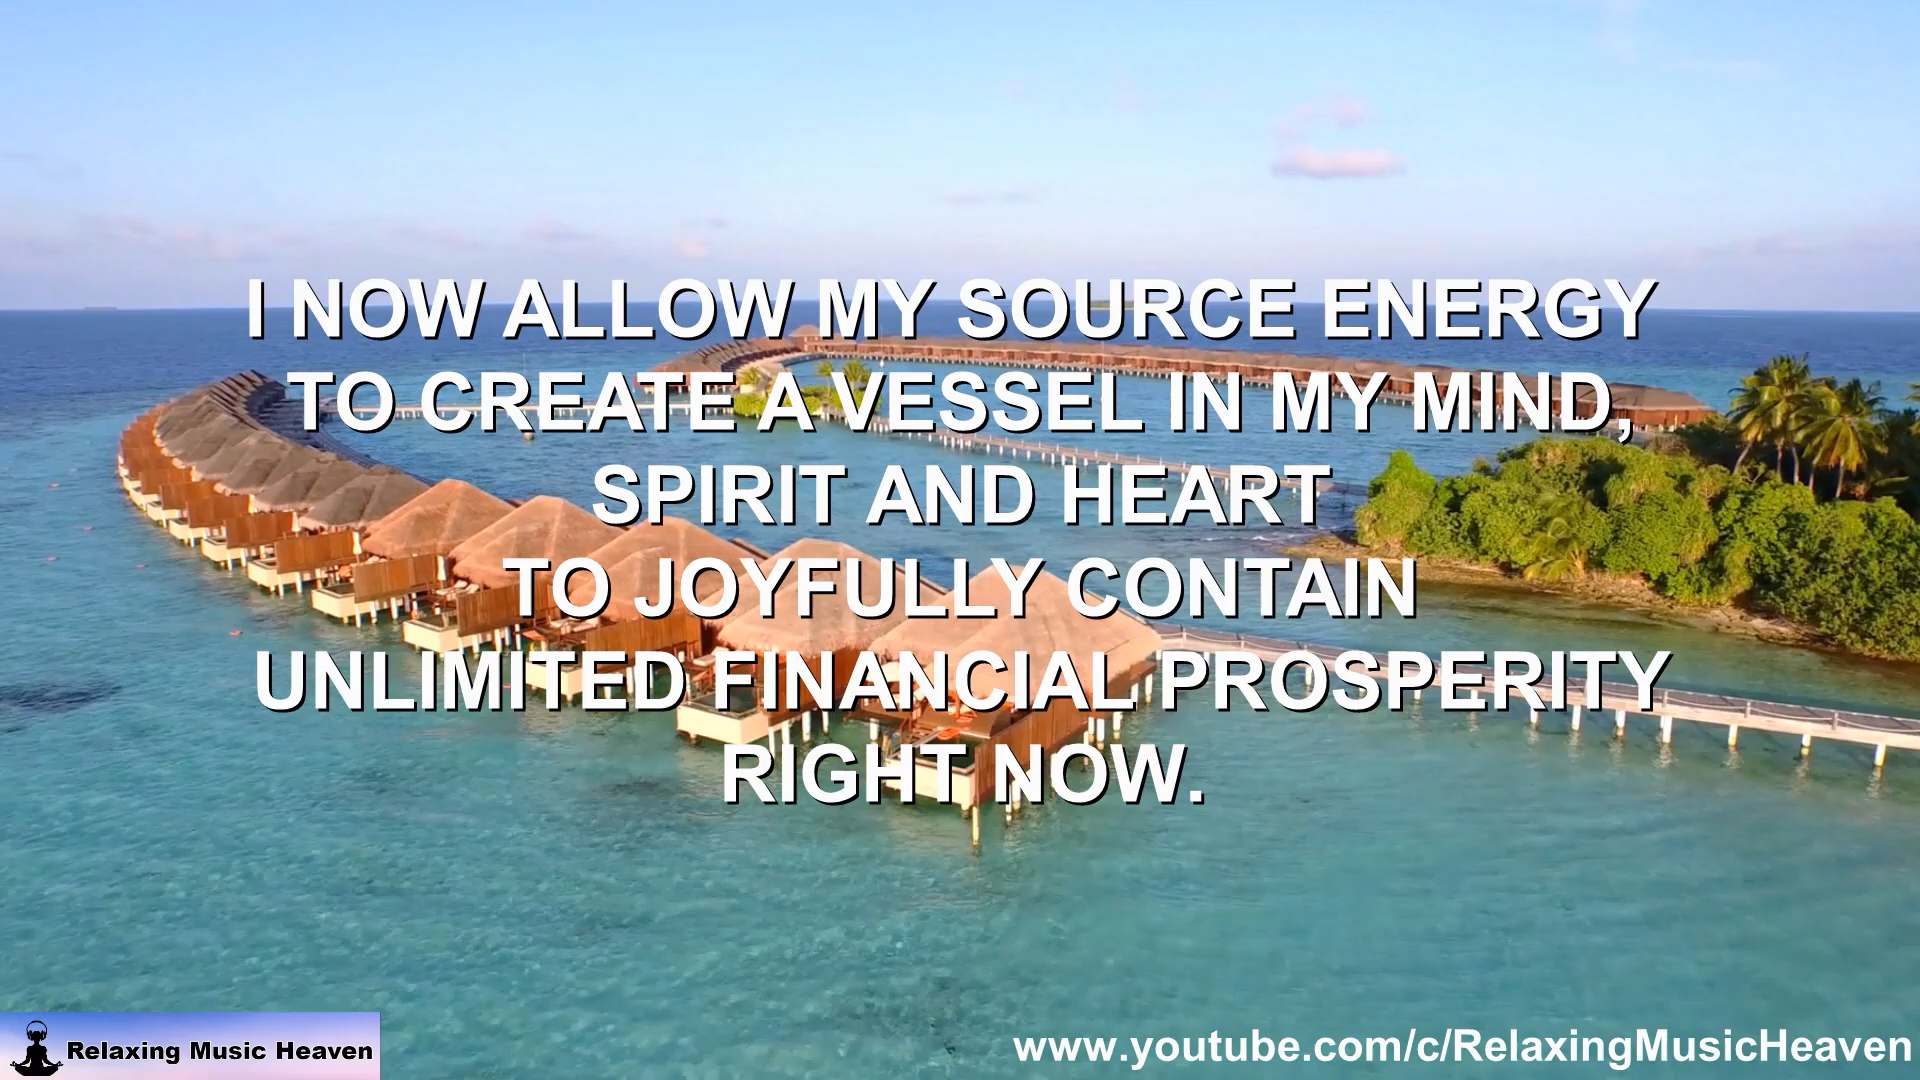 I NOW ALLOW MY SOURCE ENERGY
TO CREATE A VESSEL IN MY MIND,
SPIRIT AND HEART
TO JOYFULLY CONTAIN
UNLIMITED FINANCIAL PROSPERITY
RIGHT NOW.
Relaxing Music Heaven
www.youtube.com/c/RelaxingMusicHeaven